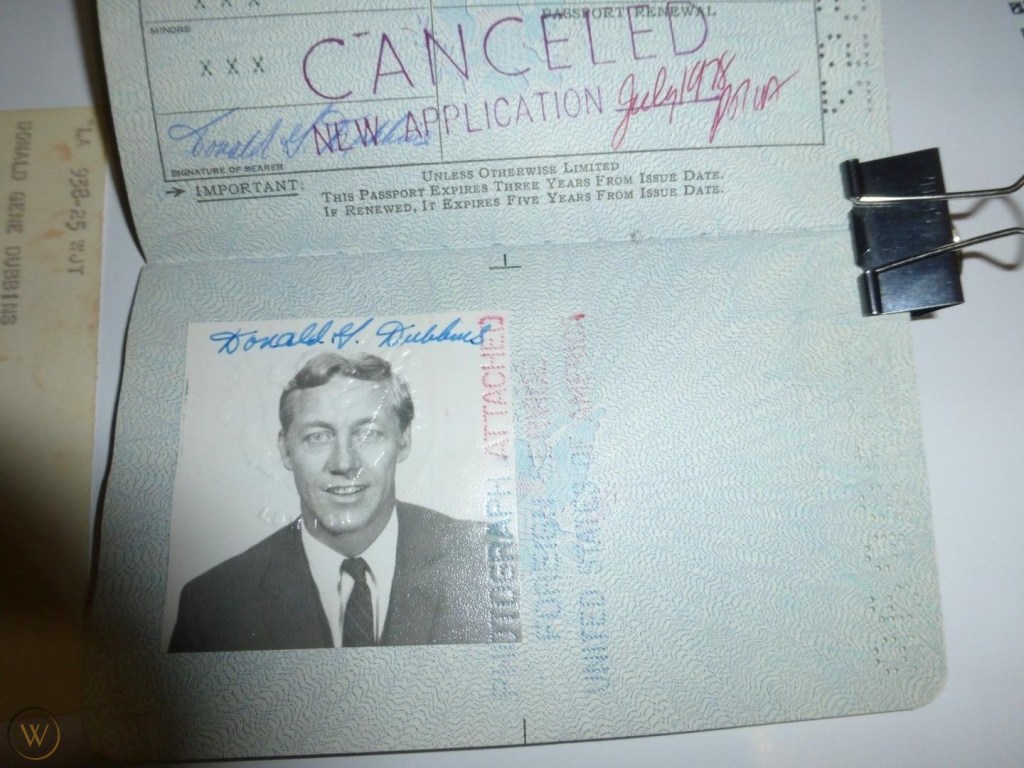 PASSPORT RENEWAL
X X X
MINORS
X X X
CANCELED
NEW APPLICATION July 1978
Donald G. Dubbins
SIGNATURE OF BEARER
→ IMPORTANT:
UNLESS OTHERWISE LIMITED
THIS PASSPORT EXPIRES THREE YEARS FROM ISSUE DATE.
IF RENEWED, IT EXPIRES FIVE YEARS FROM ISSUE DATE.
"LA 938-25 WJT
DONALD GENE DUBBINS
Donald G. Dubbins
PHOTOGRAPH ATTACHED
FOREIGN SERVICE
UNITED STATES OF AMERICA
W